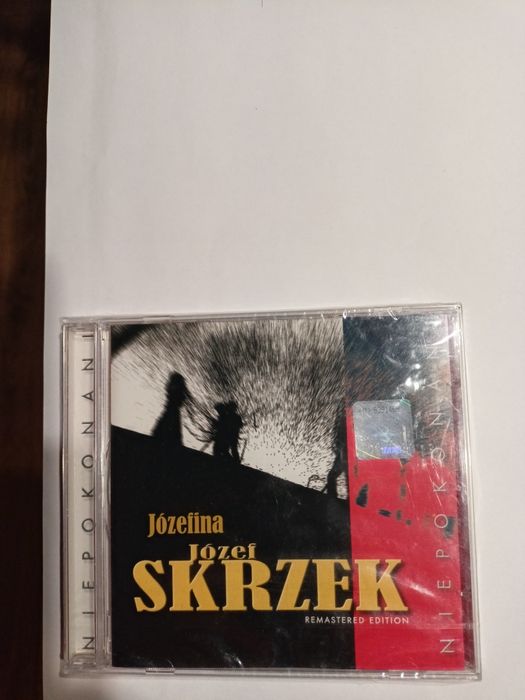 NIEPOKONANI
Józefina
Józef
SKRZEK
REMASTERED EDITION
NIEPOKONANI